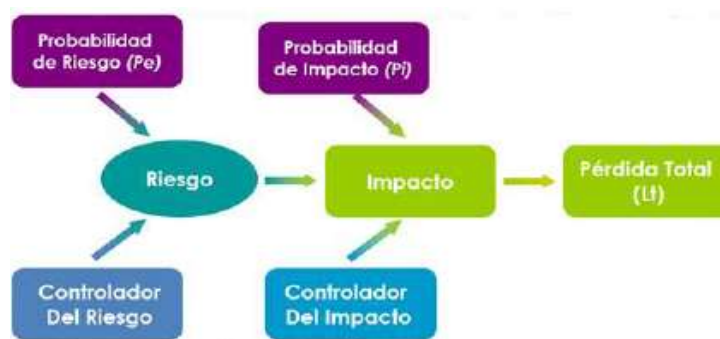 Probabilidad
de Riesgo (Pe)
Probabilidad
de Impacto (Pi)
Riesgo
Impacto
Pérdida Total
(Lt)
Controlador
Del Riesgo
Controlador
Del Impacto